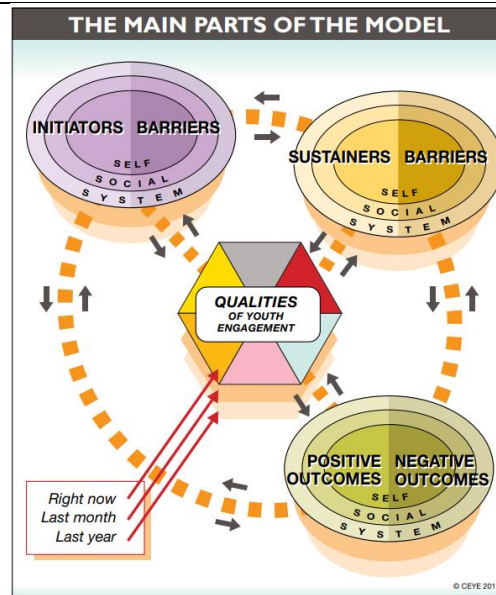 THE MAIN PARTS OF THE MODEL
INITIATORS BARRIERS
SELF
SOCIAL
SYSTEM
SUSTAINERS BARRIERS
SELF
SOCIAL
SYSTEM
QUALITIES
OF YOUTH
ENGAGEMENT
POSITIVE NEGATIVE
OUTCOMES OUTCOMES
SELF
SOCIAL
SYSTEM
Right now
Last month
Last year
© CEYE 201